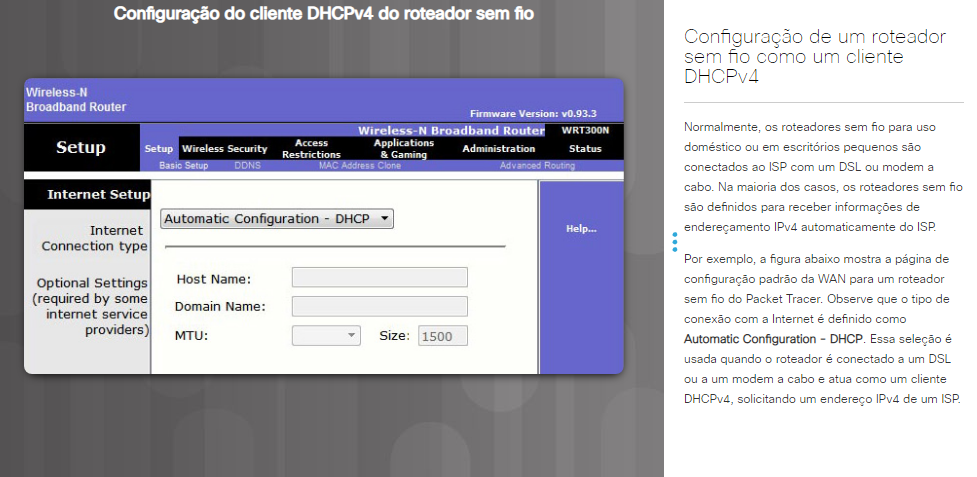 Configuração do cliente DHCPv4 do roteador sem fio
Wireless-N
Broadband Router
Firmware Version: v0.93.3
Wireless-N Broadband Router
WRT300N
Setup
Setup
Wireless Security
Access
Restrictions
Applications
& Gaming
Administration
Status
Basic Setup
DDNS
MAC Address Clone
Advanced Routing
Internet Setup
Internet
Connection type
Automatic Configuration - DHCP
Help...
Optional Settings
(required by some
internet service
providers)
Host Name:
Domain Name:
MTU:
Size:
1500
Configuração de um roteador
sem fio como um cliente
DHCPv4
Normalmente, os roteadores sem fio para uso
doméstico ou em escritórios pequenos são
conectados ao ISP com um DSL ou modem a
cabo. Na maioria dos casos, os roteadores sem fio
são definidos para receber informações de
endereçamento IPv4 automaticamente do ISP.
Por exemplo, a figura abaixo mostra a página de
configuração padrão da WAN para um roteador
sem fio do Packet Tracer. Observe que o tipo de
conexão com a Internet é definido como
Automatic Configuration - DHCP. Essa seleção é
usada quando o roteador é conectado a um DSL
ou a um modem a cabo e atua como um cliente
DHCPv4, solicitando um endereço IPv4 de um ISP.